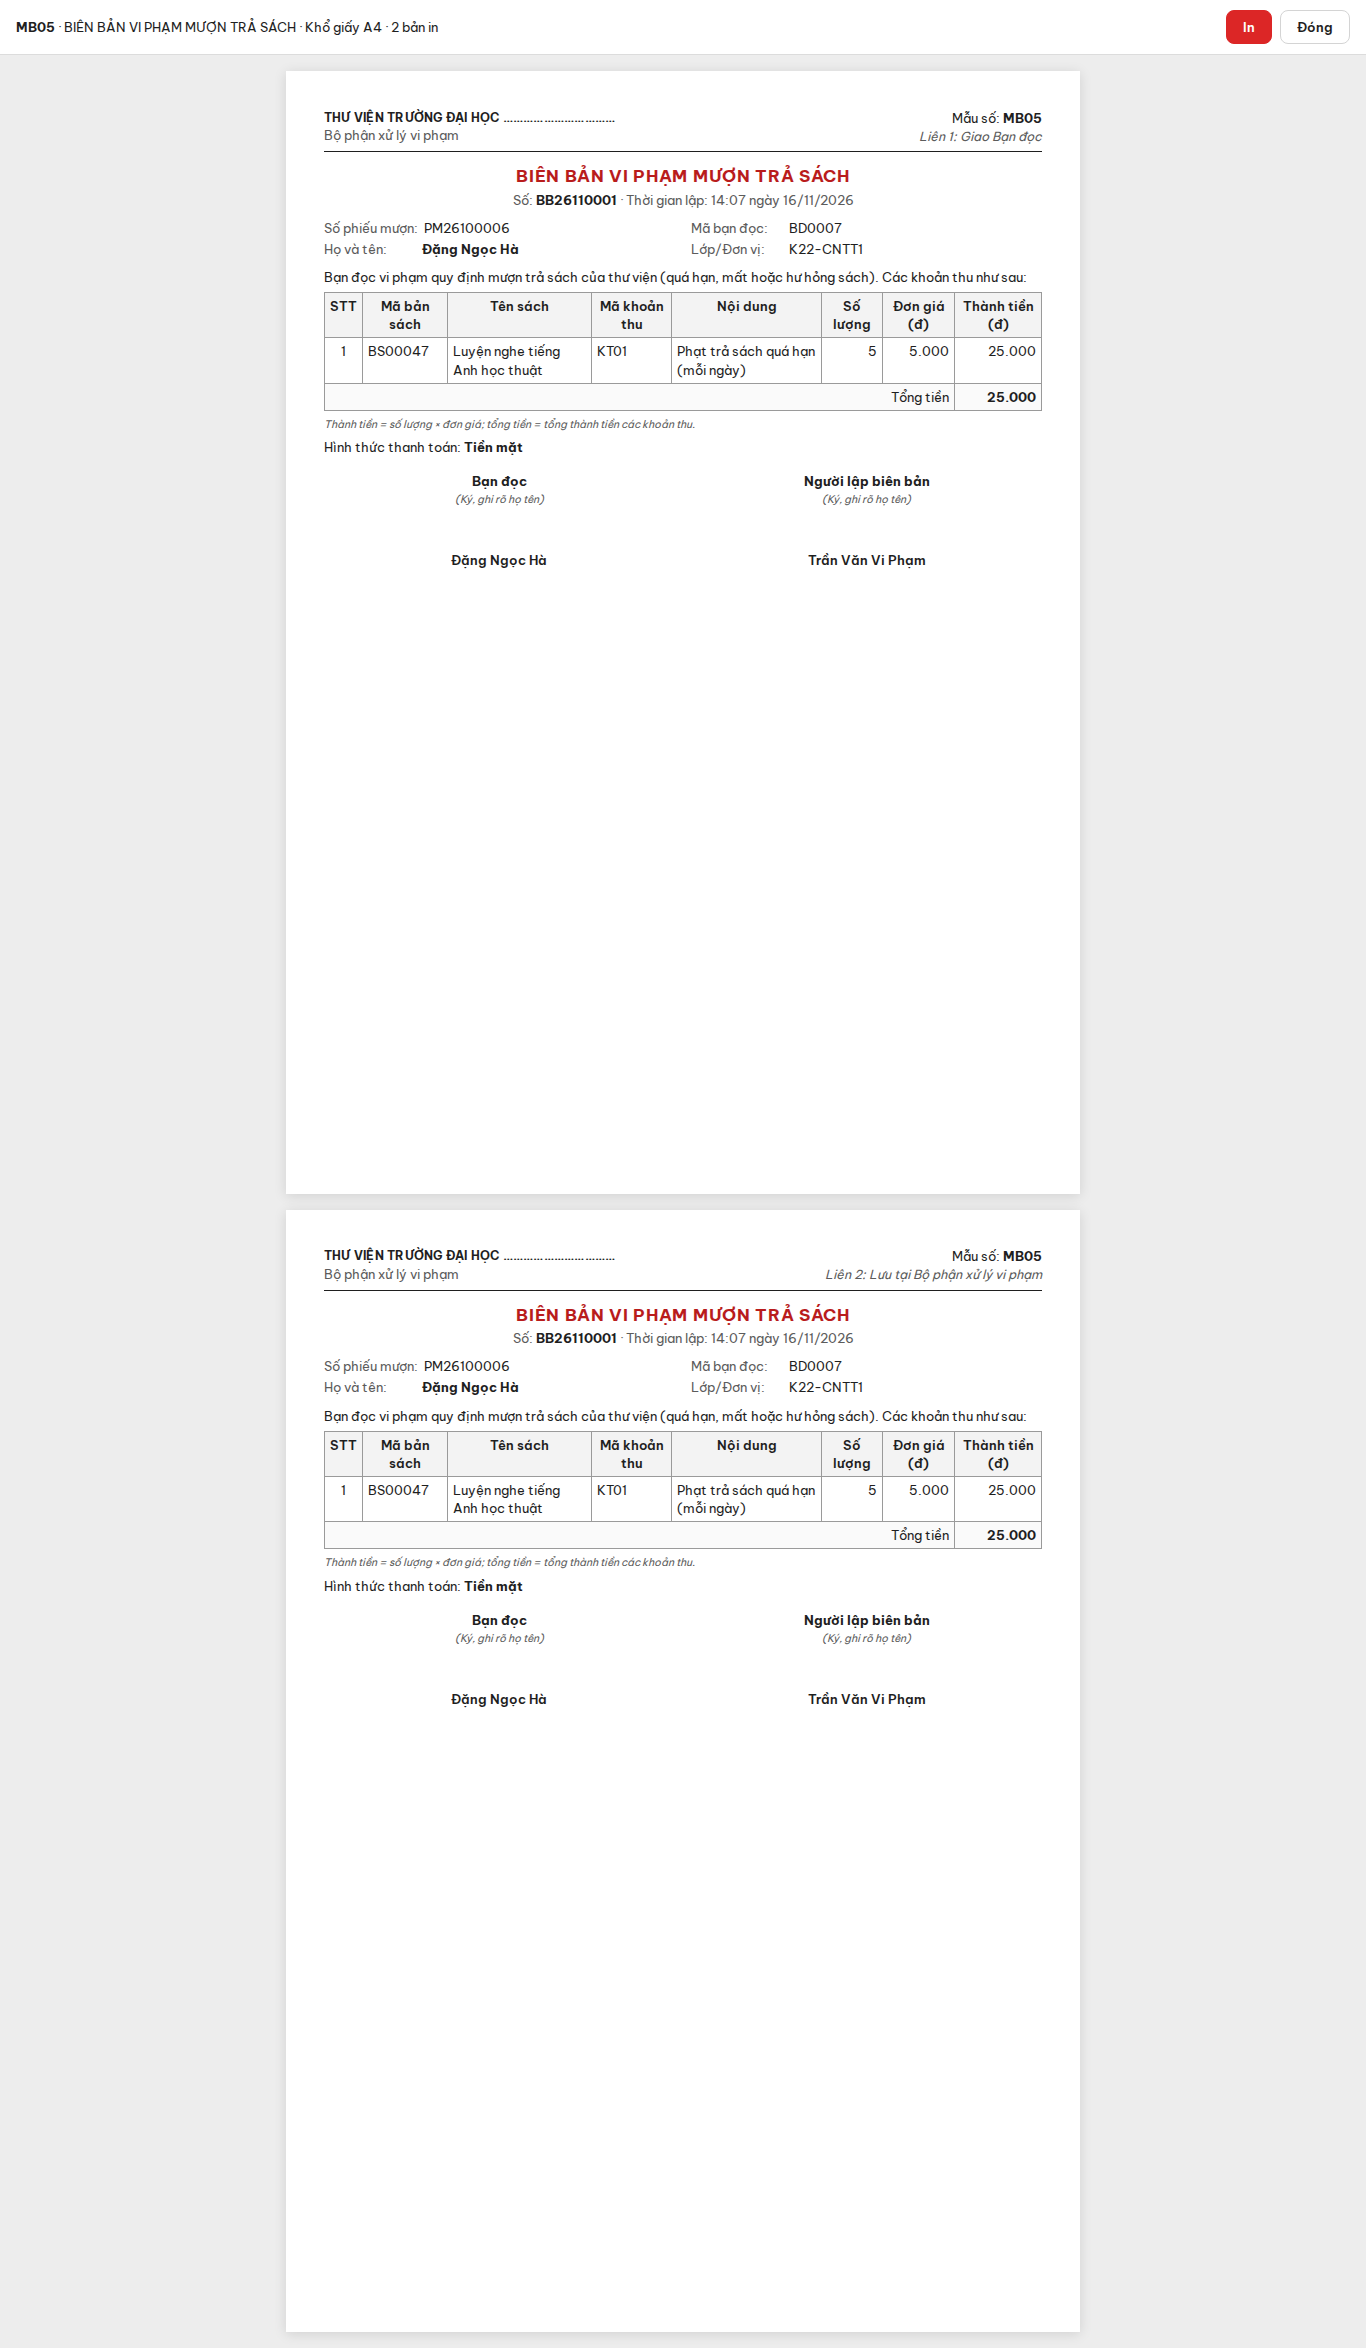 MB05 · BIÊN BẢN VI PHẠM MƯỢN TRẢ SÁCH · Khổ giấy A4 · 2 bản in
In
Đóng
THƯ VIỆN TRƯỜNG ĐẠI HỌC ................................
Mẫu số: MB05
Bộ phận xử lý vi phạm
Liên 1: Giao Bạn đọc
BIÊN BẢN VI PHẠM MƯỢN TRẢ SÁCH
Số: BB26110001 · Thời gian lập: 14:07 ngày 16/11/2026
Số phiếu mượn: PM26100006
Mã bạn đọc: BD0007
Họ và tên: Đặng Ngọc Hà
Lớp/Đơn vị: K22-CNTT1
Bạn đọc vi phạm quy định mượn trả sách của thư viện (quá hạn, mất hoặc hư hỏng sách). Các khoản thu như sau:
STT Mã bản sách Tên sách Mã khoản thu Nội dung Số lượng Đơn giá (đ) Thành tiền (đ)
1 BS00047 Luyện nghe tiếng Anh học thuật KT01 Phạt trả sách quá hạn (mỗi ngày) 5 5.000 25.000
Tổng tiền 25.000
Thành tiền = số lượng × đơn giá; tổng tiền = tổng thành tiền các khoản thu.
Hình thức thanh toán: Tiền mặt
Bạn đọc
Người lập biên bản
(Ký, ghi rõ họ tên)
(Ký, ghi rõ họ tên)
Đặng Ngọc Hà
Trần Văn Vi Phạm
THƯ VIỆN TRƯỜNG ĐẠI HỌC ................................
Mẫu số: MB05
Bộ phận xử lý vi phạm
Liên 2: Lưu tại Bộ phận xử lý vi phạm
BIÊN BẢN VI PHẠM MƯỢN TRẢ SÁCH
Số: BB26110001 · Thời gian lập: 14:07 ngày 16/11/2026
Số phiếu mượn: PM26100006
Mã bạn đọc: BD0007
Họ và tên: Đặng Ngọc Hà
Lớp/Đơn vị: K22-CNTT1
Bạn đọc vi phạm quy định mượn trả sách của thư viện (quá hạn, mất hoặc hư hỏng sách). Các khoản thu như sau:
STT Mã bản sách Tên sách Mã khoản thu Nội dung Số lượng Đơn giá (đ) Thành tiền (đ)
1 BS00047 Luyện nghe tiếng Anh học thuật KT01 Phạt trả sách quá hạn (mỗi ngày) 5 5.000 25.000
Tổng tiền 25.000
Thành tiền = số lượng × đơn giá; tổng tiền = tổng thành tiền các khoản thu.
Hình thức thanh toán: Tiền mặt
Bạn đọc
Người lập biên bản
(Ký, ghi rõ họ tên)
(Ký, ghi rõ họ tên)
Đặng Ngọc Hà
Trần Văn Vi Phạm